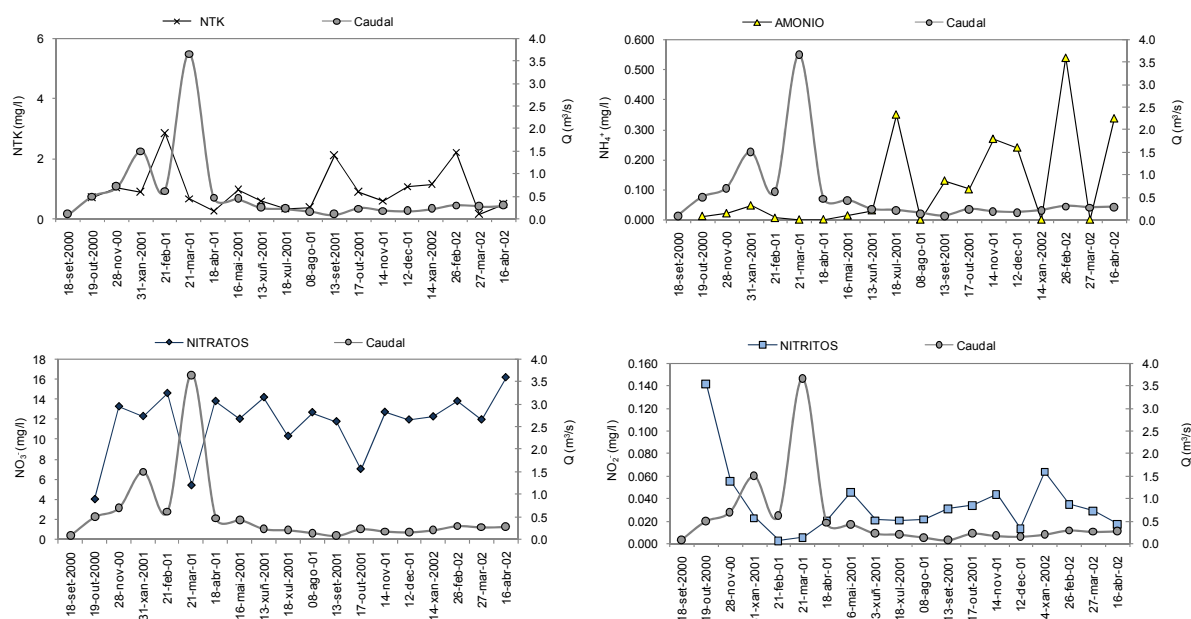 NTK Caudal
NTK (mg/l)
6
4
2
0
4.0
3.5
3.0
2.5
2.0
1.5
1.0
0.5
0.0
Q (m³/s)
18-set-2000
19-out-2000
28-nov-00
31-xan-2001
21-feb-01
21-mar-01
18-abr-01
16-mai-2001
13-xuñ-2001
18-xul-2001
08-ago-01
13-set-2001
17-out-2001
14-nov-01
12-dec-01
14-xan-2002
26-feb-02
27-mar-02
16-abr-02
AMONIO Caudal
NH₄⁺ (mg/l)
0.600
0.500
0.400
0.300
0.200
0.100
0.000
4.0
3.5
3.0
2.5
2.0
1.5
1.0
0.5
0.0
Q (m³/s)
18-set-2000
19-out-2000
28-nov-00
31-xan-2001
21-feb-01
21-mar-01
18-abr-01
16-mai-2001
13-xuñ-2001
18-xul-2001
08-ago-01
13-set-2001
17-out-2001
14-nov-01
12-dec-01
14-xan-2002
26-feb-02
27-mar-02
16-abr-02
NITRATOS Caudal
NO₃⁻ (mg/l)
18
16
14
12
10
8
6
4
2
0
4.0
3.5
3.0
2.5
2.0
1.5
1.0
0.5
0.0
Q (m³/s)
18-set-2000
19-out-2000
28-nov-00
31-xan-2001
21-feb-01
21-mar-01
18-abr-01
16-mai-2001
13-xuñ-2001
18-xul-2001
08-ago-01
13-set-2001
17-out-2001
14-nov-01
12-dec-01
14-xan-2002
26-feb-02
27-mar-02
16-abr-02
NITRITOS Caudal
NO₂⁻ (mg/l)
0.160
0.140
0.120
0.100
0.080
0.060
0.040
0.020
0.000
4.0
3.5
3.0
2.5
2.0
1.5
1.0
0.5
0.0
Q (m³/s)
18-set-2000
19-out-2000
28-nov-00
1-xan-2001
21-feb-01
21-mar-01
18-abr-01
6-mai-2001
3-xuñ-2001
18-xul-2001
08-ago-01
13-set-2001
17-out-2001
14-nov-01
12-dec-01
4-xan-2002
26-feb-02
27-mar-02
16-abr-02